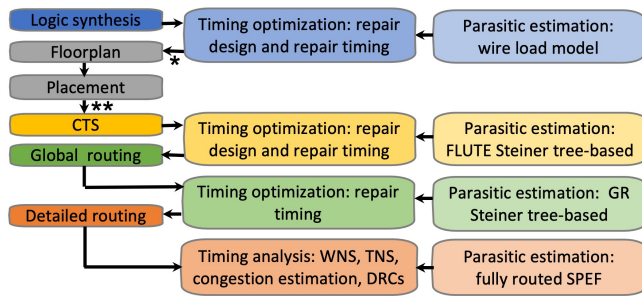 Logic synthesis
Timing optimization: repair
design and repair timing
Parasitic estimation:
wire load model
Floorplan
*
Placement
**
CTS
Timing optimization: repair
design and repair timing
Parasitic estimation:
FLUTE Steiner tree-based
Global routing
Timing optimization: repair
timing
Parasitic estimation: GR
Steiner tree-based
Detailed routing
Timing analysis: WNS, TNS,
congestion estimation, DRCs
Parasitic estimation:
fully routed SPEF